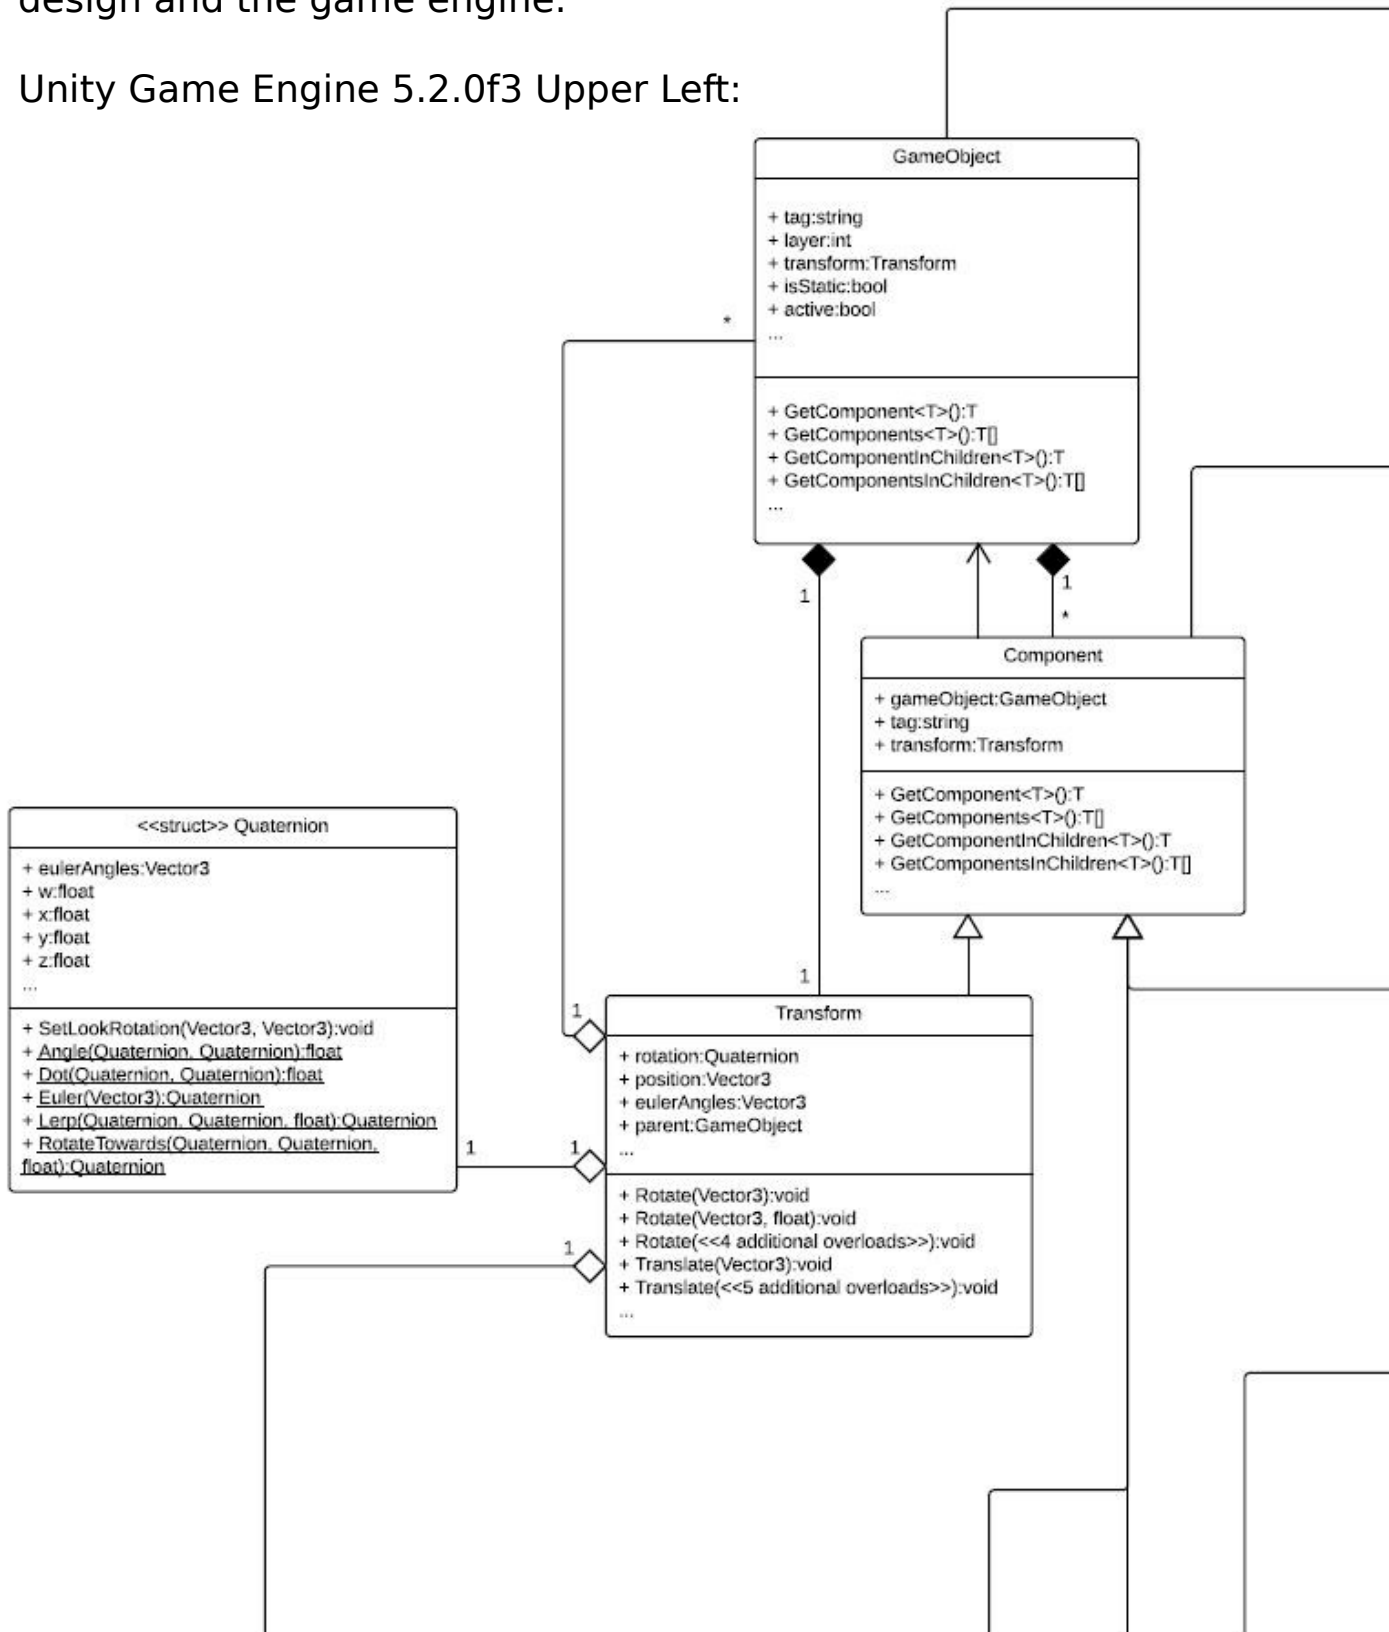 design and the game engine.
Unity Game Engine 5.2.0f3 Upper Left:
GameObject
+ tag:string
+ layer:int
+ transform:Transform
+ isStatic:bool
+ active:bool
...
*
+ GetComponent<T>():T
+ GetComponents<T>():T[]
+ GetComponentInChildren<T>():T
+ GetComponentsInChildren<T>():T[]
...
1
1
*
Component
+ gameObject:GameObject
+ tag:string
+ transform:Transform
+ GetComponent<T>():T
+ GetComponents<T>():T[]
+ GetComponentInChildren<T>():T
+ GetComponentsInChildren<T>():T[]
...
<<struct>> Quaternion
+ eulerAngles:Vector3
+ w:float
+ x:float
+ y:float
+ z:float
...
+ SetLookRotation(Vector3, Vector3):void
+ Angle(Quaternion, Quaternion):float
+ Dot(Quaternion, Quaternion):float
+ Euler(Vector3):Quaternion
+ Lerp(Quaternion, Quaternion, float):Quaternion
+ RotateTowards(Quaternion, Quaternion,
float):Quaternion
1
1
1
1
1
Transform
+ rotation:Quaternion
+ position:Vector3
+ eulerAngles:Vector3
+ parent:GameObject
...
+ Rotate(Vector3):void
+ Rotate(Vector3, float):void
+ Rotate(<<4 additional overloads>>):void
+ Translate(Vector3):void
+ Translate(<<5 additional overloads>>):void
...